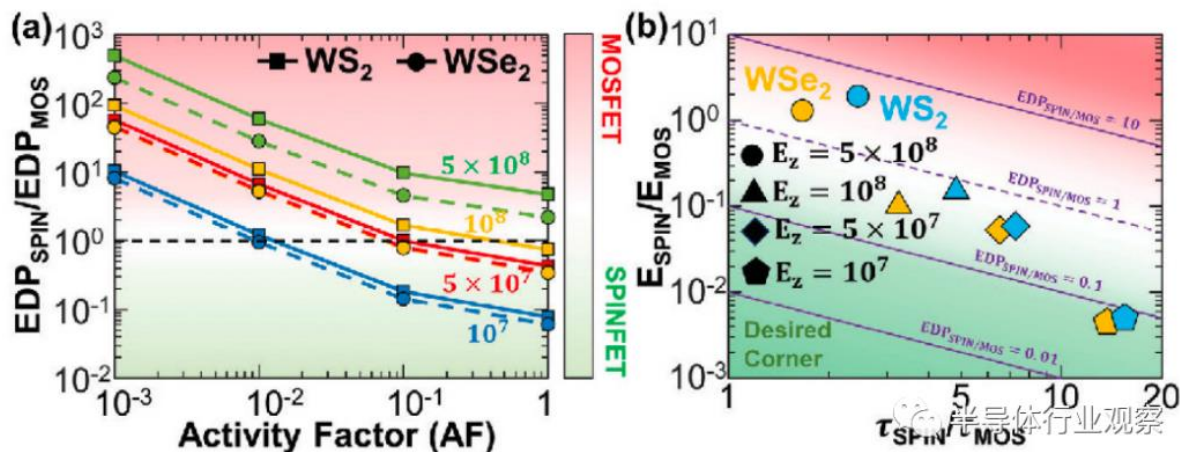 (a)
10³
10²
10¹
10⁰
10⁻¹
10⁻²
EDP_SPIN/EDP_MOS
WS₂
WSe₂
5 × 10⁸
10⁸
5 × 10⁷
10⁷
10⁻³
10⁻²
10⁻¹
1
Activity Factor (AF)
MOSFET
SPINFET
(b)
10¹
10⁰
10⁻¹
10⁻²
10⁻³
E_SPIN/E_MOS
WSe₂
WS₂
EDP_SPIN/MOS = 10
E_z = 5 × 10⁸
E_z = 10⁸
E_z = 5 × 10⁷
E_z = 10⁷
EDP_SPIN/MOS = 1
EDP_SPIN/MOS = 0.1
EDP_SPIN/MOS = 0.01
Desired
Corner
1
5
10
20
τ_SPIN/τ_MOS
半导体行业观察